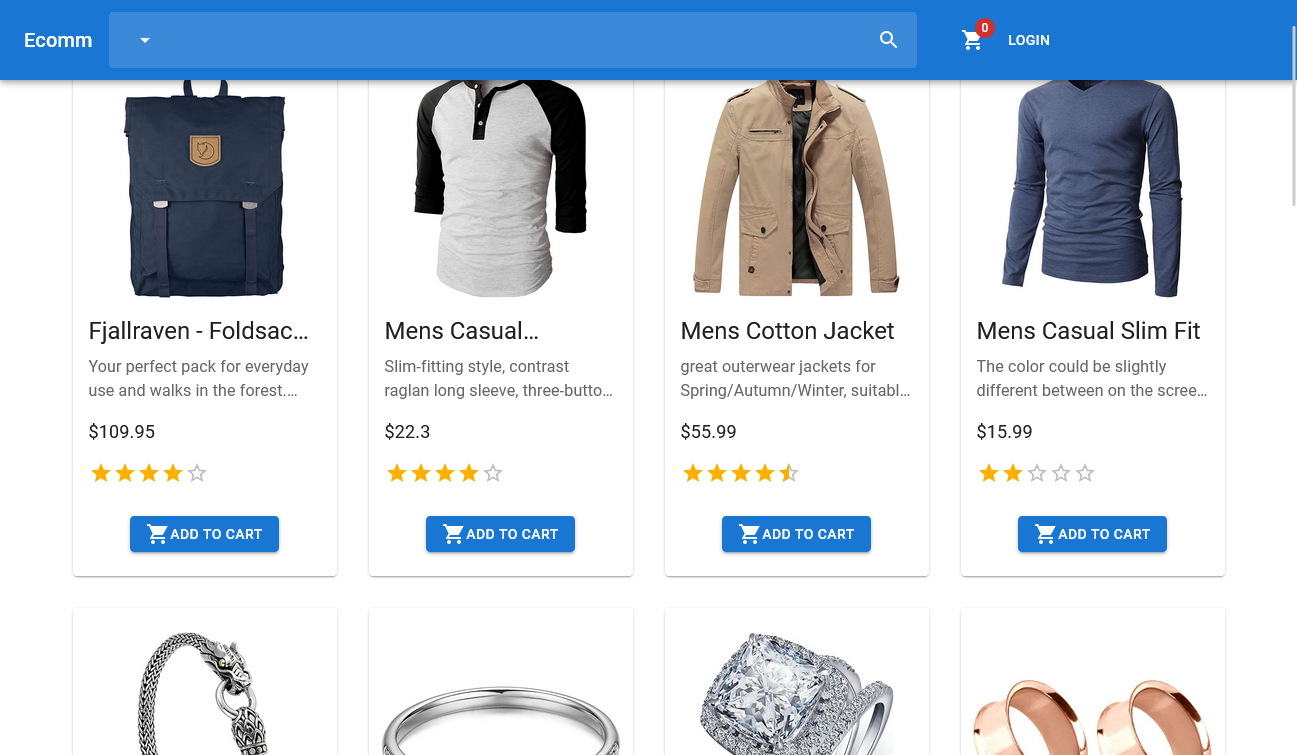 Ecomm
0
LOGIN
Fjallraven - Foldsac...
Mens Casual...
Mens Cotton Jacket
Mens Casual Slim Fit
Your perfect pack for everyday
use and walks in the forest....
Slim-fitting style, contrast
raglan long sleeve, three-butto...
great outerwear jackets for
Spring/Autumn/Winter, suitabl...
The color could be slightly
different between on the scree...
$109.95
$22.3
$55.99
$15.99
ADD TO CART
ADD TO CART
ADD TO CART
ADD TO CART